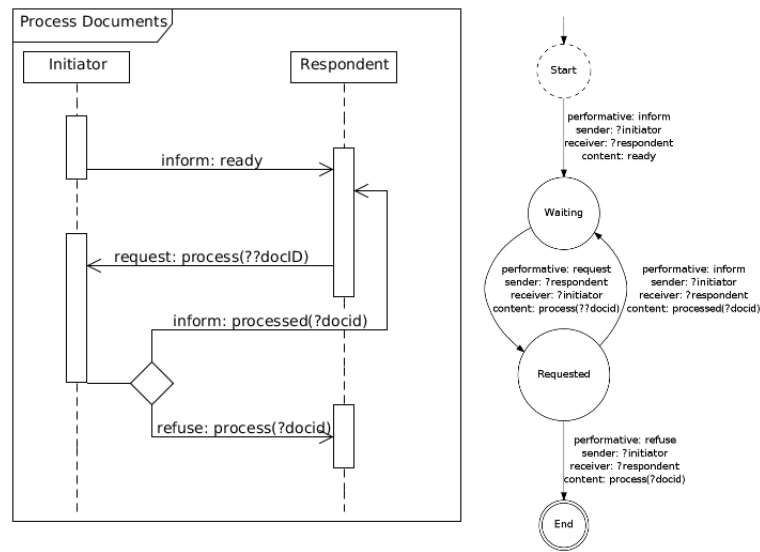 Process Documents
Initiator
Respondent
inform: ready
request: process(??docID)
inform: processed(?docid)
refuse: process(?docid)
Start
performative: inform
sender: ?initiator
receiver: ?respondent
content: ready
Waiting
performative: request
sender: ?respondent
receiver: ?initiator
content: process(??docid)
performative: inform
sender: ?initiator
receiver: ?respondent
content: processed(?docid)
Requested
performative: refuse
sender: ?initiator
receiver: ?respondent
content: process(?docid)
End